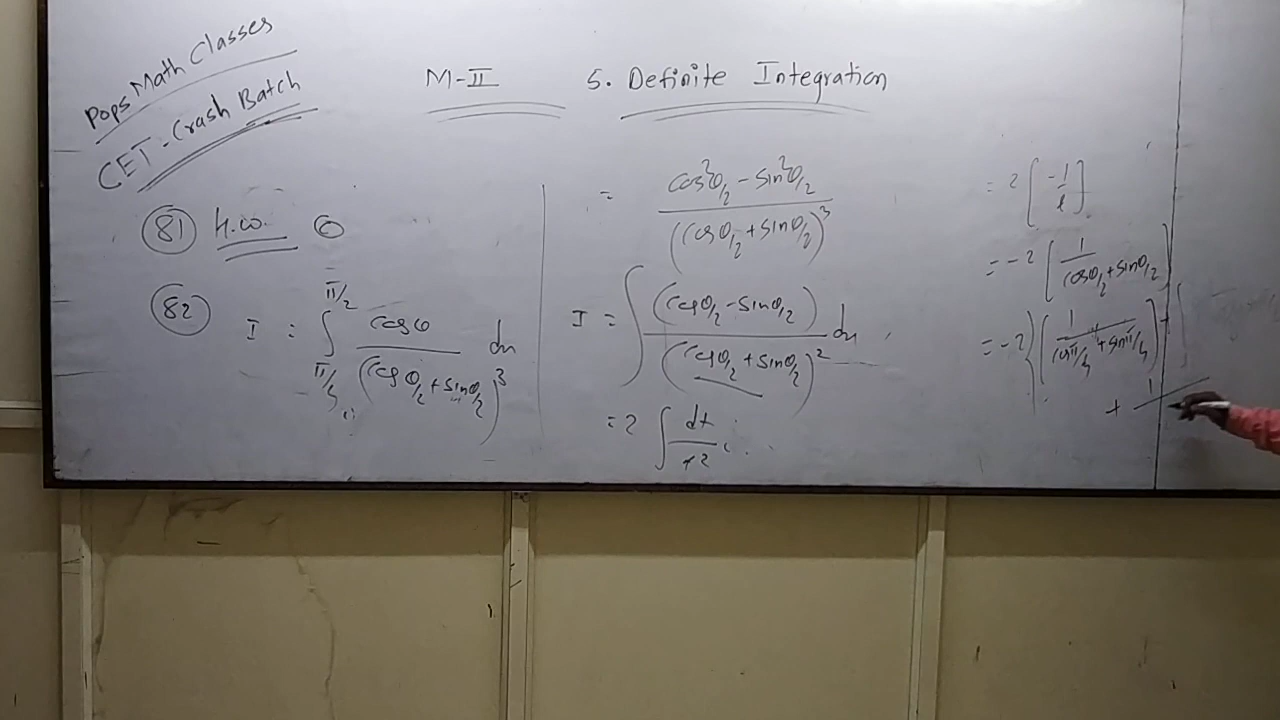 Pops Math Classes
CET-Crash Batch
M-II
5. Definite Integration
81) H.W.
82) I = ∫_{π/4}^{π/2} cosθ / (cosθ/2 + sinθ/2)^3 dx
= (cos²θ/2 - sin²θ/2) / (cosθ/2 + sinθ/2)^3
I = ∫ (cosθ/2 - sinθ/2) / (cosθ/2 + sinθ/2)^2 dx
= 2 ∫ dt / t²
= 2 [-1/t]
= -2 [1 / (cosθ/2 + sinθ/2)]
= -2 {[1 / (cosπ/4 + sinπ/4)]
+ 1